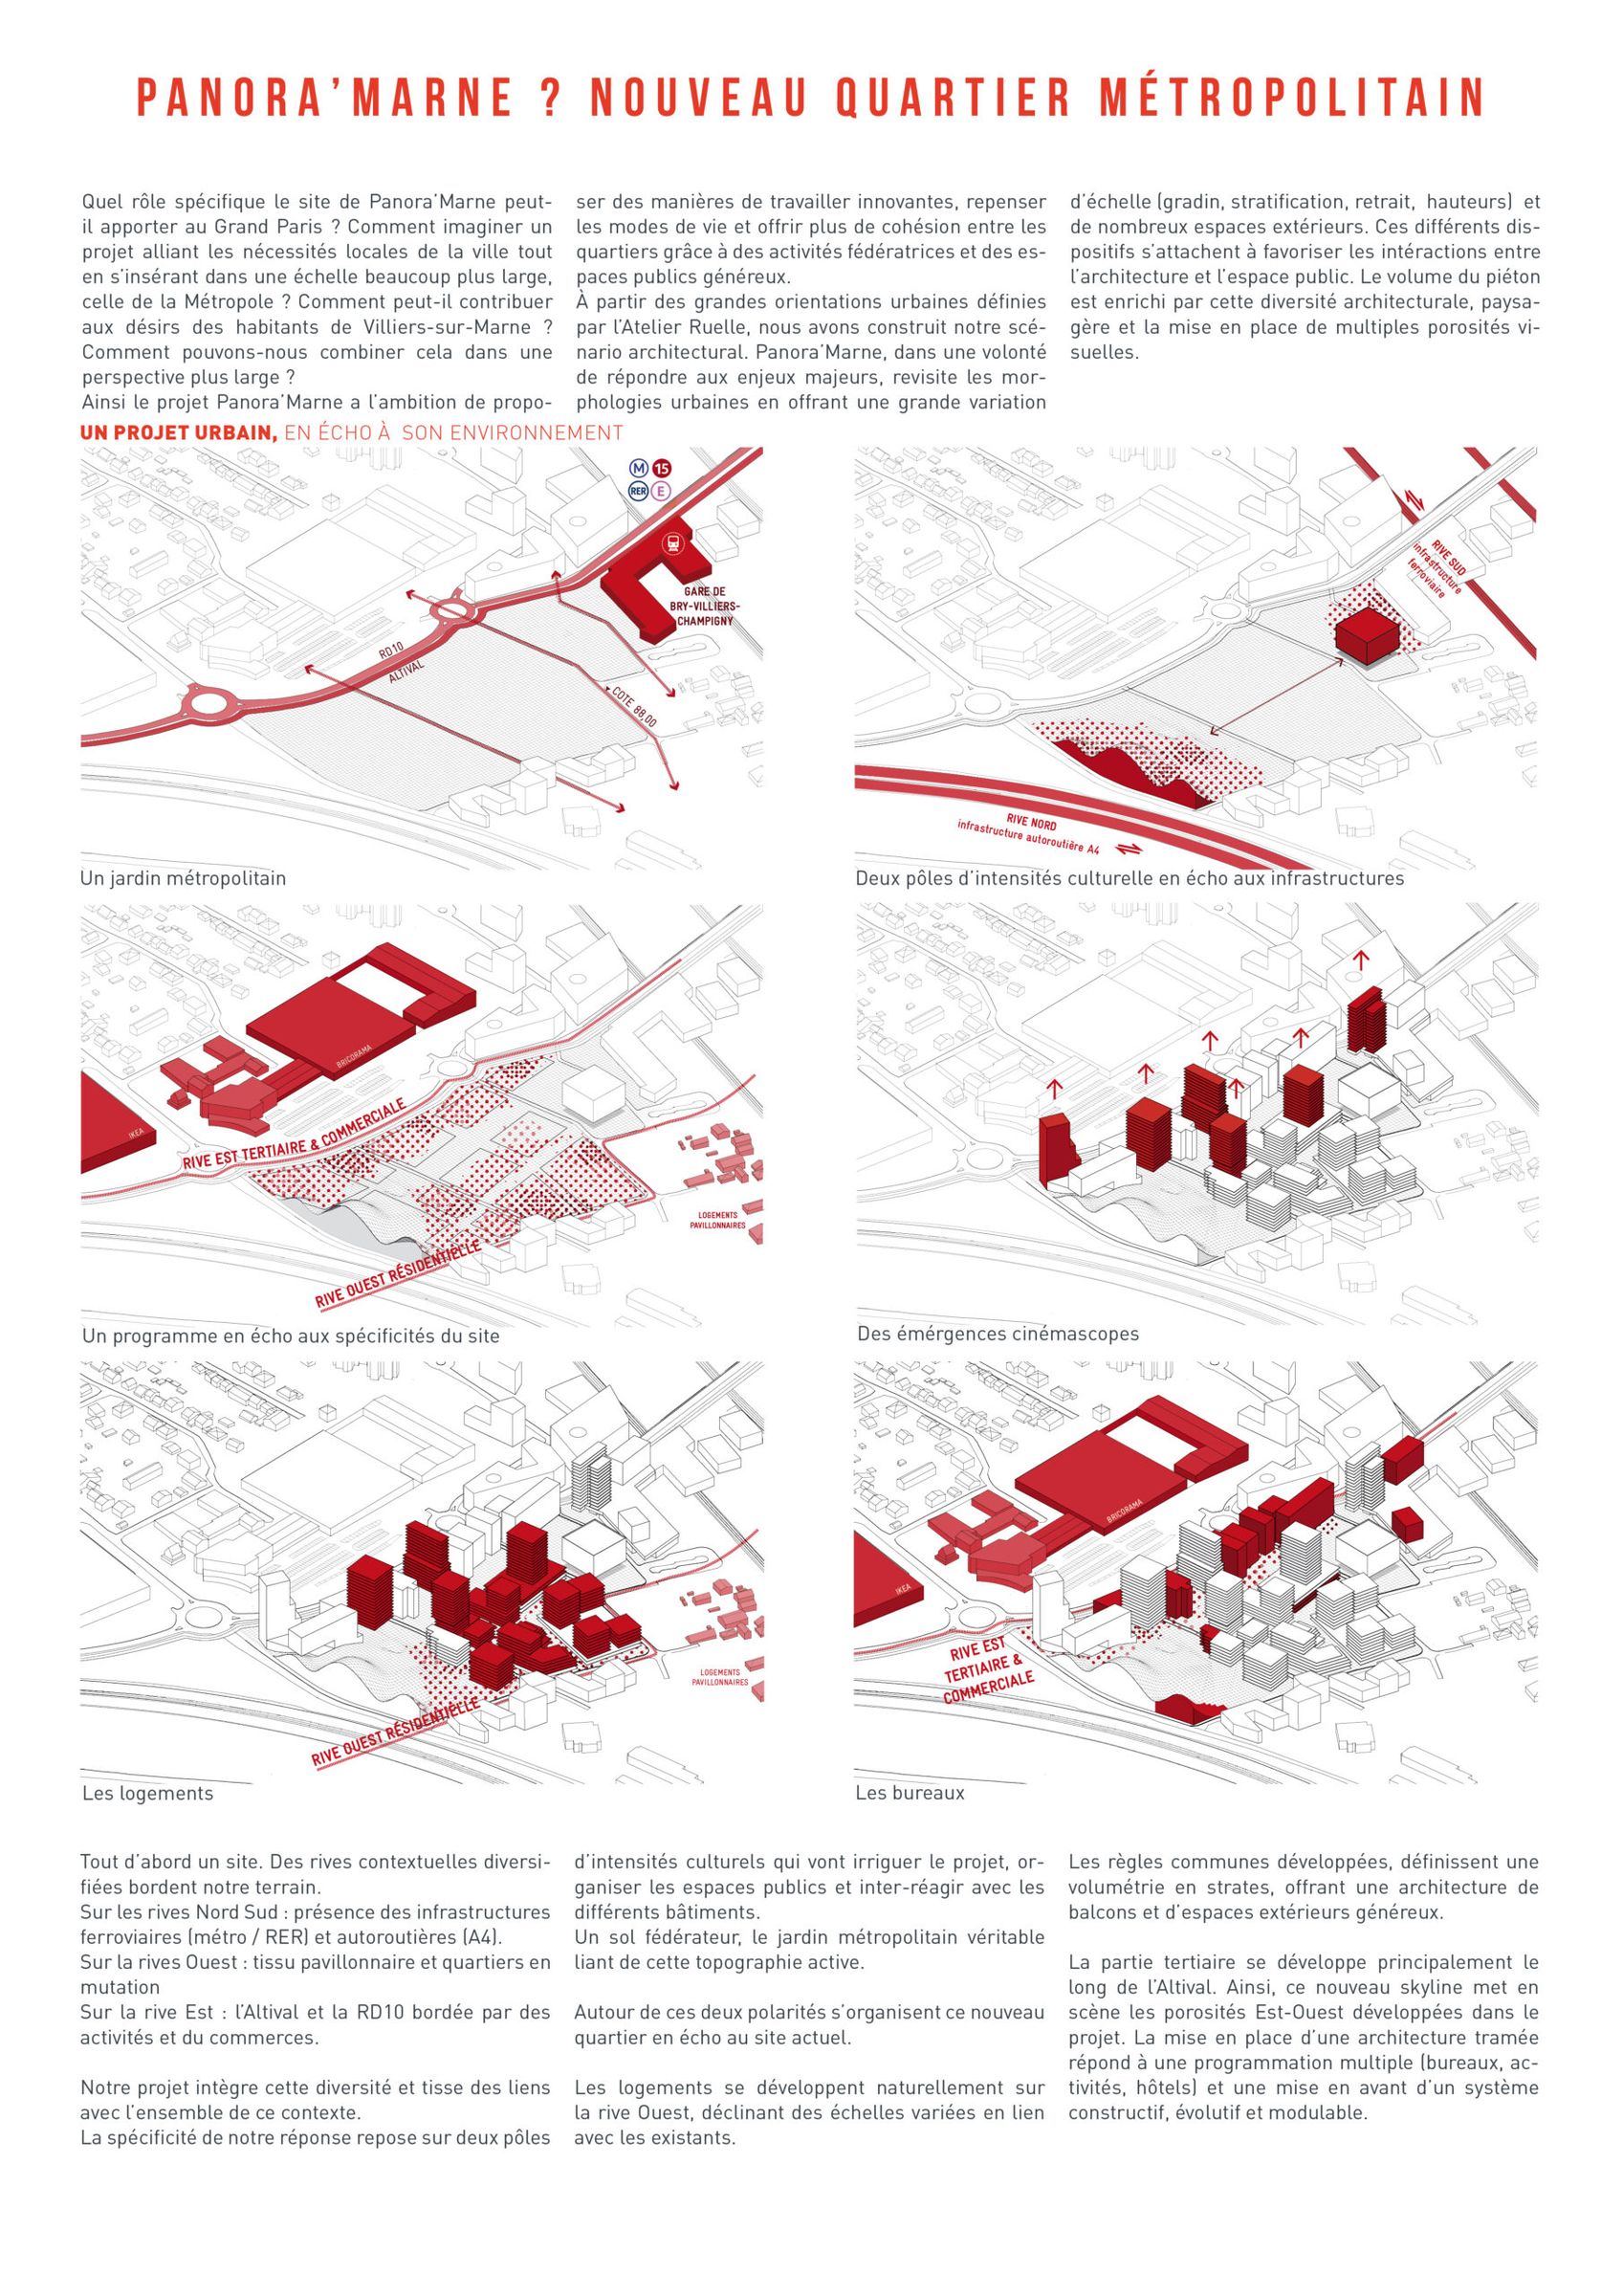 PANORA'MARNE ? NOUVEAU QUARTIER MÉTROPOLITAIN
Quel rôle spécifique le site de Panora'Marne peut-
il apporter au Grand Paris ? Comment imaginer un
projet alliant les nécessités locales de la ville tout
en s'insérant dans une échelle beaucoup plus large,
celle de la Métropole ? Comment peut-il contribuer
aux désirs des habitants de Villiers-sur-Marne ?
Comment pouvons-nous combiner cela dans une
perspective plus large ?
Ainsi le projet Panora'Marne a l'ambition de propo-
ser des manières de travailler innovantes, repenser
les modes de vie et offrir plus de cohésion entre les
quartiers grâce à des activités fédératrices et des es-
paces publics généreux.
À partir des grandes orientations urbaines définies
par l'Atelier Ruelle, nous avons construit notre scé-
nario architectural. Panora'Marne, dans une volonté
de répondre aux enjeux majeurs, revisite les mor-
phologies urbaines en offrant une grande variation
d'échelle (gradin, stratification, retrait, hauteurs) et
de nombreux espaces extérieurs. Ces différents dis-
positifs s'attachent à favoriser les intéractions entre
l'architecture et l'espace public. Le volume du piéton
est enrichi par cette diversité architecturale, paysa-
gère et la mise en place de multiples porosités vi-
suelles.
UN PROJET URBAIN, EN ÉCHO À SON ENVIRONNEMENT
M 15
RER E
GARE DE
BRY-VILLIERS-
CHAMPIGNY
RD10
ALTIVAL
COTE 88,00
Un jardin métropolitain
RIVE SUD
infrastructure
ferroviaire
RIVE NORD
infrastructure autoroutière A4
Deux pôles d'intensités culturelle en écho aux infrastructures
BRICORAMA
IKEA
RIVE EST TERTIAIRE & COMMERCIALE
LOGEMENTS
PAVILLONNAIRES
RIVE OUEST RÉSIDENTIELLE
Un programme en écho aux spécificités du site
Des émérgences cinémascopes
LOGEMENTS
PAVILLONNAIRES
RIVE OUEST RÉSIDENTIELLE
Les logements
BRICORAMA
IKEA
RIVE EST
TERTIAIRE &
COMMERCIALE
Les bureaux
Tout d'abord un site. Des rives contextuelles diversi-
fiées bordent notre terrain.
Sur les rives Nord Sud : présence des infrastructures
ferroviaires (métro / RER) et autoroutières (A4).
Sur la rives Ouest : tissu pavillonnaire et quartiers en
mutation
Sur la rive Est : l'Altival et la RD10 bordée par des
activités et du commerces.
Notre projet intègre cette diversité et tisse des liens
avec l'ensemble de ce contexte.
La spécificité de notre réponse repose sur deux pôles
d'intensités culturels qui vont irriguer le projet, or-
ganiser les espaces publics et inter-réagir avec les
différents bâtiments.
Un sol fédérateur, le jardin métropolitain véritable
liant de cette topographie active.
Autour de ces deux polarités s'organisent ce nouveau
quartier en écho au site actuel.
Les logements se développent naturellement sur
la rive Ouest, déclinant des échelles variées en lien
avec les existants.
Les règles communes développées, définissent une
volumétrie en strates, offrant une architecture de
balcons et d'espaces extérieurs généreux.
La partie tertiaire se développe principalement le
long de l'Altival. Ainsi, ce nouveau skyline met en
scène les porosités Est-Ouest développées dans le
projet. La mise en place d'une architecture tramée
répond à une programmation multiple (bureaux, ac-
tivités, hôtels) et une mise en avant d'un système
constructif, évolutif et modulable.